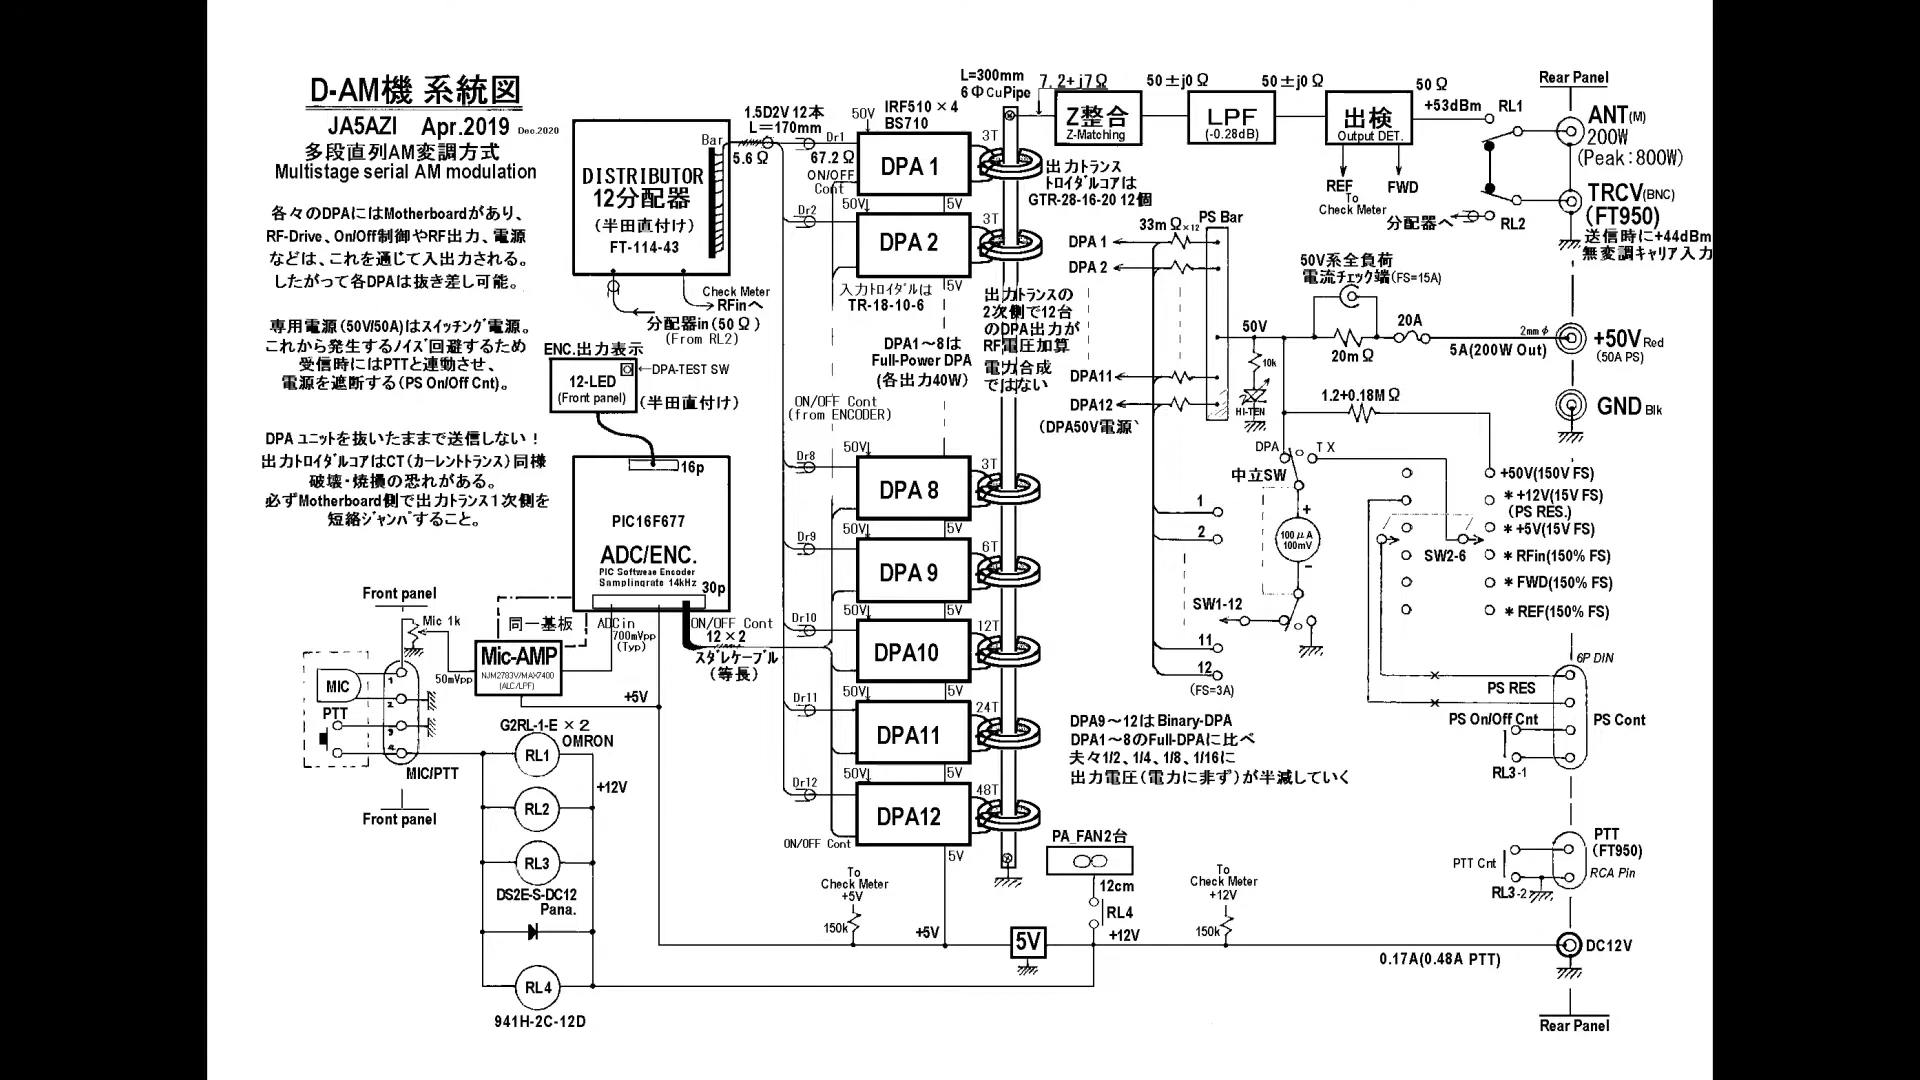 D-AM機 系統図
JA5AZI Apr.2019 Dec.2020
多段直列AM変調方式
Multistage serial AM modulation
各々のDPAにはMotherboardがあり、
RF-Drive、On/Off制御やRF出力、電源
などは、これを通じて入出力される。
したがって各DPAは抜き差し可能。
専用電源(50V/50A)はスイッチング電源。
これから発生するノイズ回避するため
受信時にはPTTと連動させ、
電源を遮断する(PS On/Off Cnt)。
DPAユニットを抜いたままで送信しない！
出力トロイダルコアはCT(カーレントトランス)同様
破壊・焼損の恐れがある。
必ずMotherboard側で出力トランス1次側を
短絡ジャンパすること。
Bar
DISTRIBUTOR
12分配器
(半田直付け)
FT-114-43
1.5D2V 12本
L=170mm
5.6Ω
67.2Ω
Check Meter
RFinへ
分配器in(50Ω)
(From RL2)
ENC.出力表示
12-LED
(Front panel)
DPA-TEST SW
(半田直付け)
16p
PIC16F677
ADC/ENC.
PIC Softwease Encoder
Samplingrate 14kHz
30p
同一基板
ADCin
700mVpp
(Typ)
ON/OFF Cont
12×2
スダレケーブル
(等長)
Front panel
Mic 1k
Mic-AMP
NJM2783V/MAX7400
(ALC/LPF)
50mVpp
MIC
PTT
1
2
3
4
MIC/PTT
Front panel
+5V
G2RL-1-E ×2
OMRON
RL1
+12V
RL2
RL3
DS2E-S-DC12
Pana.
RL4
941H-2C-12D
IRF510×4
BS710
50V
Dr1
DPA 1
3T
ON/OFF
Cont
5V
50V
Dr2
DPA 2
3T
5V
入力トロイダルは
TR-18-10-6
DPA1～8は
Full-Power DPA
(各出力40W)
ON/OFF Cont
(from ENCODER)
50V
Dr8
DPA 8
3T
5V
50V
Dr9
DPA 9
6T
5V
50V
Dr10
DPA10
12T
5V
50V
Dr11
DPA11
24T
5V
50V
Dr12
DPA12
48T
ON/OFF Cont
5V
L=300mm
6ΦCuPipe
7.2+j7Ω
Z整合
Z-Matching
50±j0Ω
LPF
(-0.28dB)
50±j0Ω
出検
Output DET.
50Ω
+53dBm
RL1
REF
FWD
To
Check Meter
分配器へ
RL2
出力トランス
トロイダルコアは
GTR-28-16-20 12個
出力トランスの
2次側で12台
のDPA出力が
RF電圧加算
電力合成
ではない
33mΩ×12
PS Bar
DPA 1
DPA 2
DPA11
DPA12
(DPA50V電源
50V系全負荷
電流チェック端(FS=15A)
50V
20mΩ
20A
2mmφ
5A(200W Out)
10k
HI-TEN
1.2+0.18MΩ
DPA
TX
中立SW
+
100μA
100mV
-
1
2
SW1-12
11
12
(FS=3A)
SW2-6
+50V(150V FS)
*+12V(15V FS)
(PS RES.)
*+5V(15V FS)
*RFin(150% FS)
*FWD(150% FS)
*REF(150% FS)
DPA9～12はBinary-DPA
DPA1～8のFull-DPAに比べ
夫々1/2、1/4、1/8、1/16に
出力電圧(電力に非ず)が半減していく
PA_FAN2台
12cm
RL4
+12V
To
Check Meter
+5V
150k
+5V
5V
To
Check Meter
+12V
150k
0.17A(0.48A PTT)
Rear Panel
ANT(M)
200W
(Peak:800W)
TRCV(BNC)
(FT950)
送信時に+44dBm
無変調キャリア入力
+50V Red
(50A PS)
GND Blk
6P DIN
PS RES
PS On/Off Cnt
PS Cont
RL3-1
PTT
(FT950)
PTT Cnt
RCA Pin
RL3-2
DC12V
Rear Panel